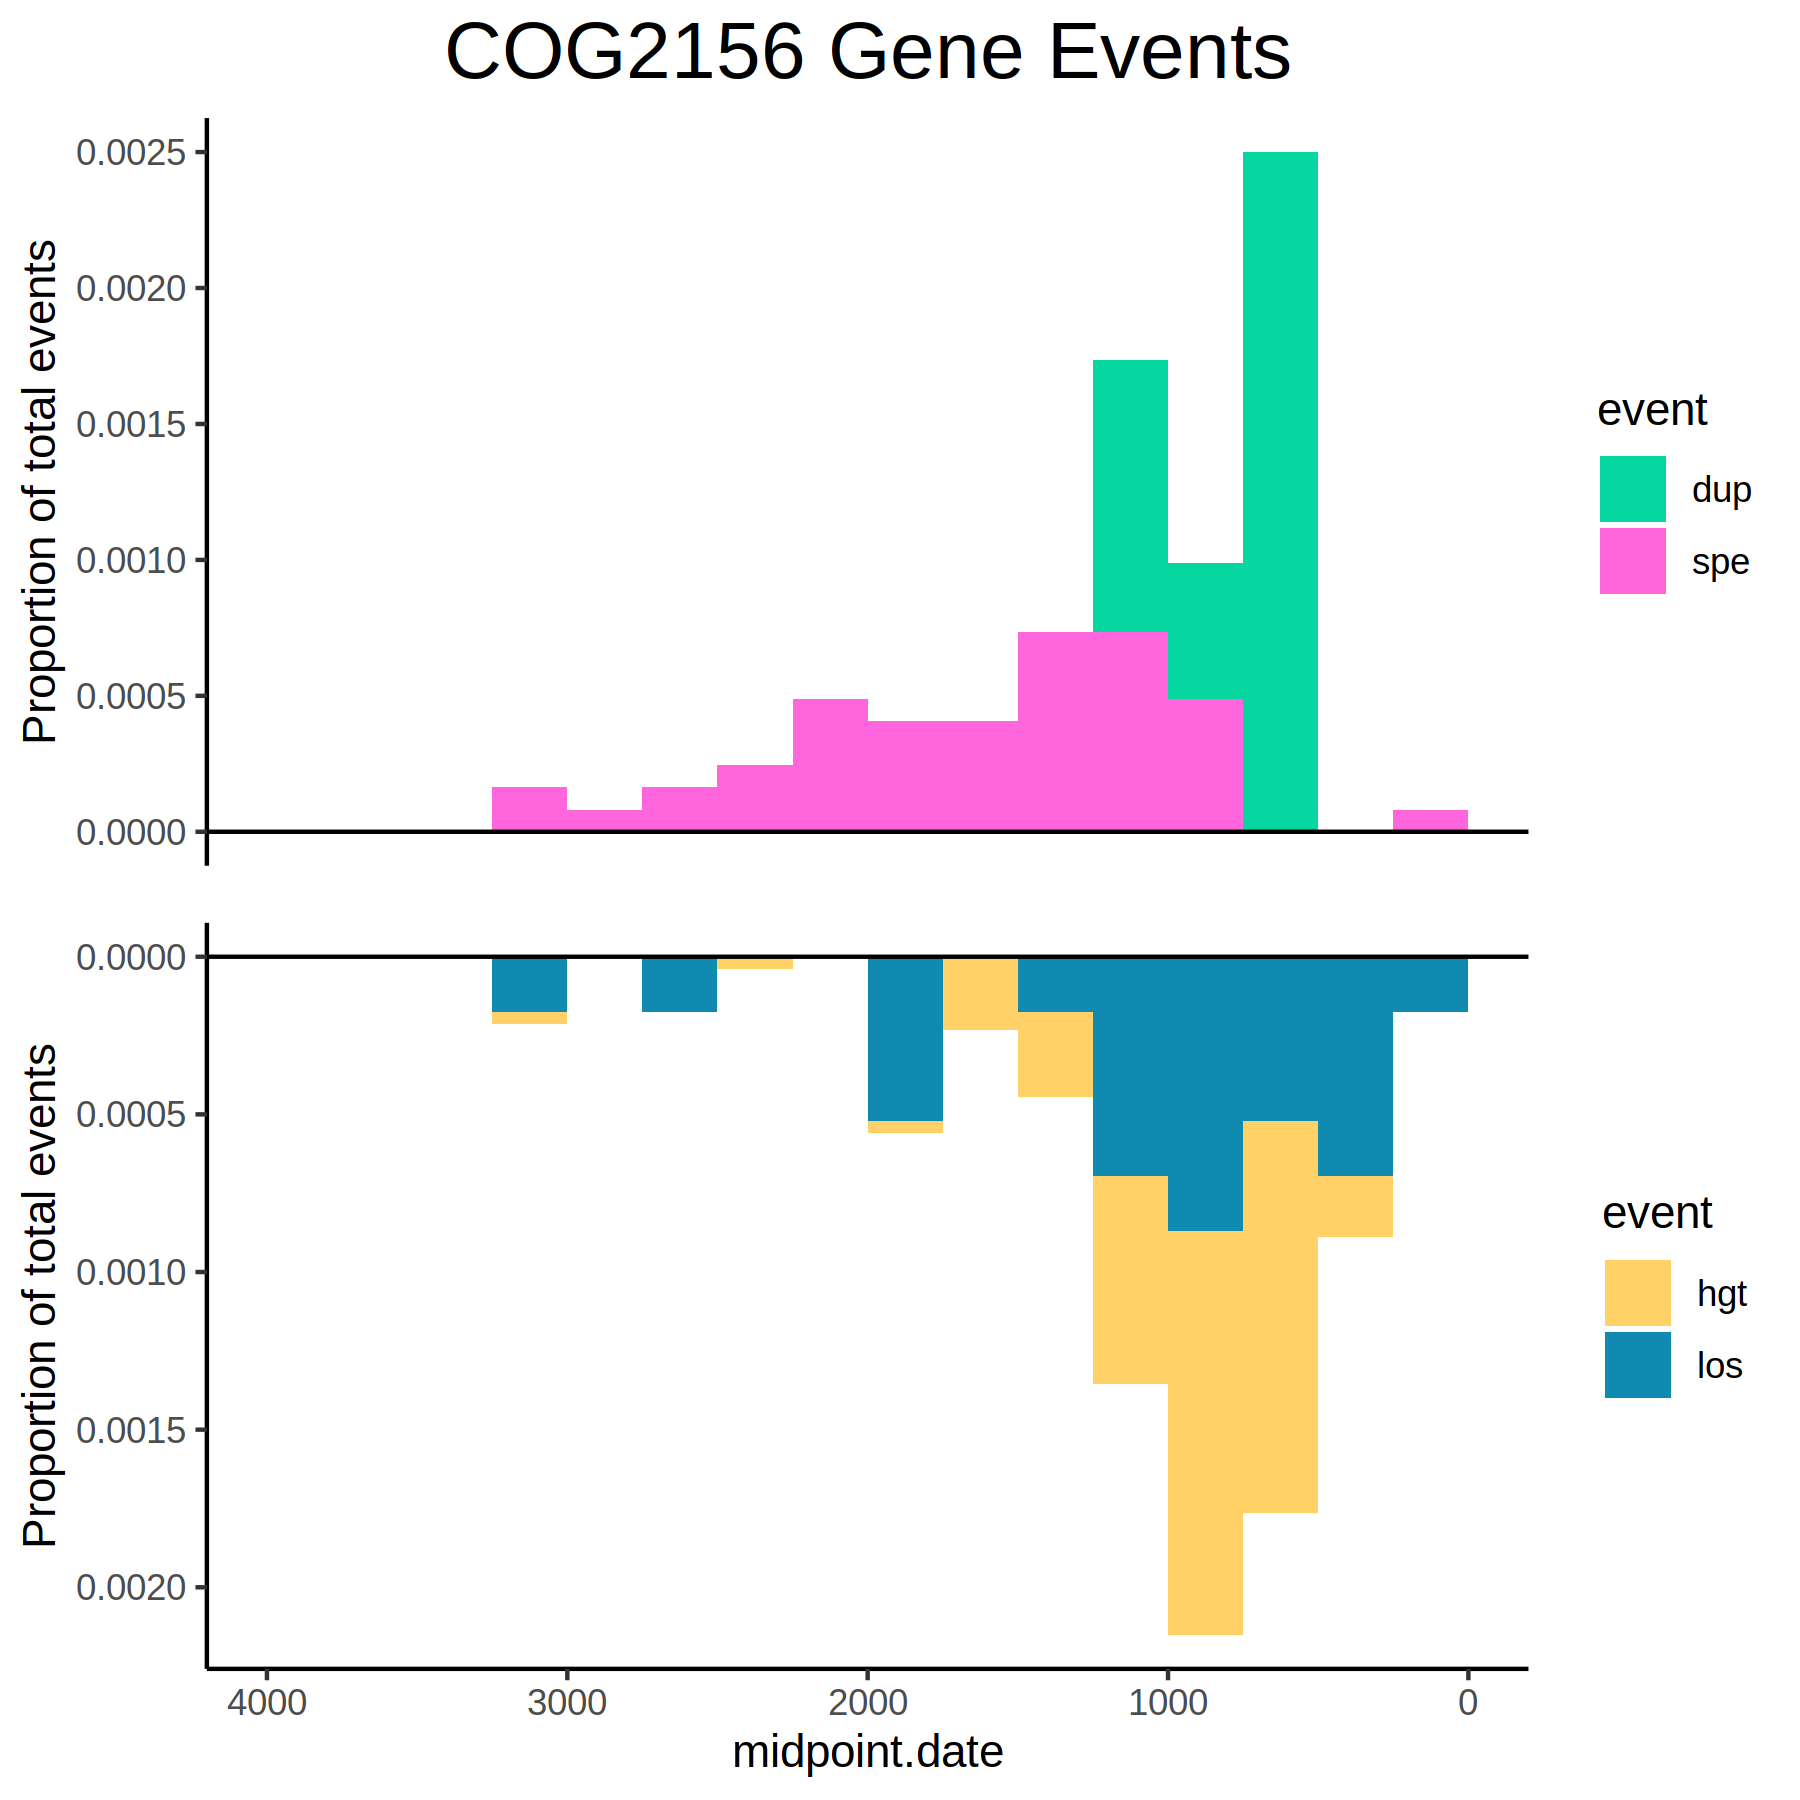 COG2156 Gene Events
Proportion of total events
0.0025
0.0020
0.0015
0.0010
0.0005
0.0000
event
dup
spe
Proportion of total events
0.0000
0.0005
0.0010
0.0015
0.0020
event
hgt
los
4000 3000 2000 1000 0
midpoint.date